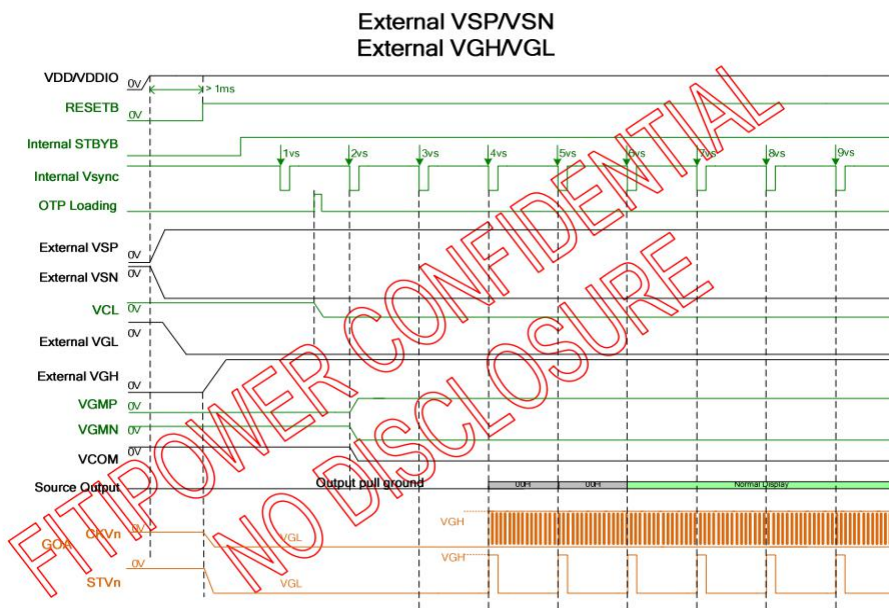 External VSP/VSN
External VGH/VGL
VDD/VDDIO
0V
> 1ms
RESETB
0V
Internal STBYB
1vs 2vs 3vs 4vs 5vs 6vs 7vs 8vs 9vs
Internal Vsync
OTP Loading
External VSP
0V
External VSN
0V
VCL
0V
External VGL
0V
External VGH
0V
VGMP
0V
VGMN
0V
VCOM
0V
Source Output
Output pull ground
00H 00H Normal Display
GOA
CKVn
0V
VGL
VGH
STVn
0V
VGL
VGH
FITIPOWER CONFIDENTIAL
NO DISCLOSURE